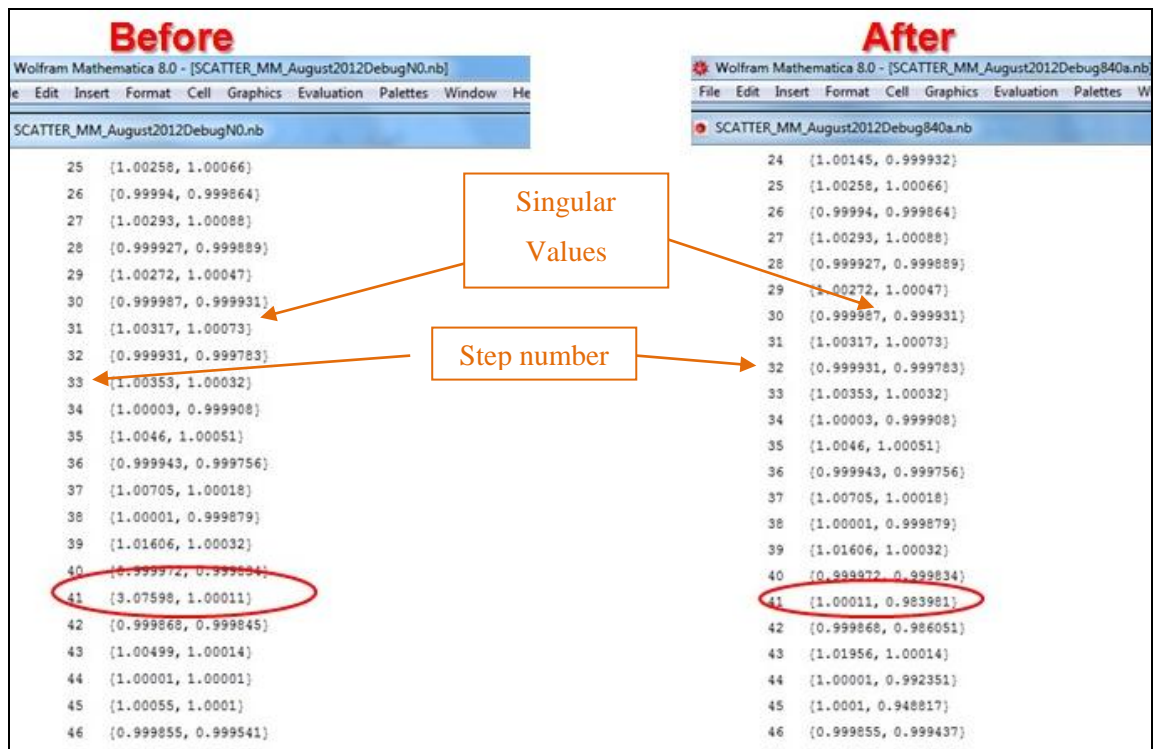 Before
Wolfram Mathematica 8.0 - [SCATTER_MM_August2012DebugN0.nb]
e Edit Insert Format Cell Graphics Evaluation Palettes Window He
SCATTER_MM_August2012DebugN0.nb
25 {1.00258, 1.00066}
26 {0.99994, 0.999864}
27 {1.00293, 1.00088}
28 {0.999927, 0.999889}
29 {1.00272, 1.00047}
30 {0.999987, 0.999931}
31 {1.00317, 1.00073}
32 {0.999931, 0.999783}
33 {1.00353, 1.00032}
34 {1.00003, 0.999908}
35 {1.0046, 1.00051}
36 {0.999943, 0.999756}
37 {1.00705, 1.00018}
38 {1.00001, 0.999879}
39 {1.01606, 1.00032}
40 {0.999972, 0.999834}
41 {3.07598, 1.00011}
42 {0.999868, 0.999845}
43 {1.00499, 1.00014}
44 {1.00001, 1.00001}
45 {1.00055, 1.0001}
46 {0.999855, 0.999541}
Singular
Values
Step number
After
Wolfram Mathematica 8.0 - [SCATTER_MM_August2012Debug840a.nb]
File Edit Insert Format Cell Graphics Evaluation Palettes W
SCATTER_MM_August2012Debug840a.nb
24 {1.00145, 0.999932}
25 {1.00258, 1.00066}
26 {0.99994, 0.999864}
27 {1.00293, 1.00088}
28 {0.999927, 0.999889}
29 {1.00272, 1.00047}
30 {0.999987, 0.999931}
31 {1.00317, 1.00073}
32 {0.999931, 0.999783}
33 {1.00353, 1.00032}
34 {1.00003, 0.999908}
35 {1.0046, 1.00051}
36 {0.999943, 0.999756}
37 {1.00705, 1.00018}
38 {1.00001, 0.999879}
39 {1.01606, 1.00032}
40 {0.999972, 0.999834}
41 {1.00011, 0.983981}
42 {0.999868, 0.986051}
43 {1.01956, 1.00014}
44 {1.00001, 0.992351}
45 {1.0001, 0.948817}
46 {0.999855, 0.999437}